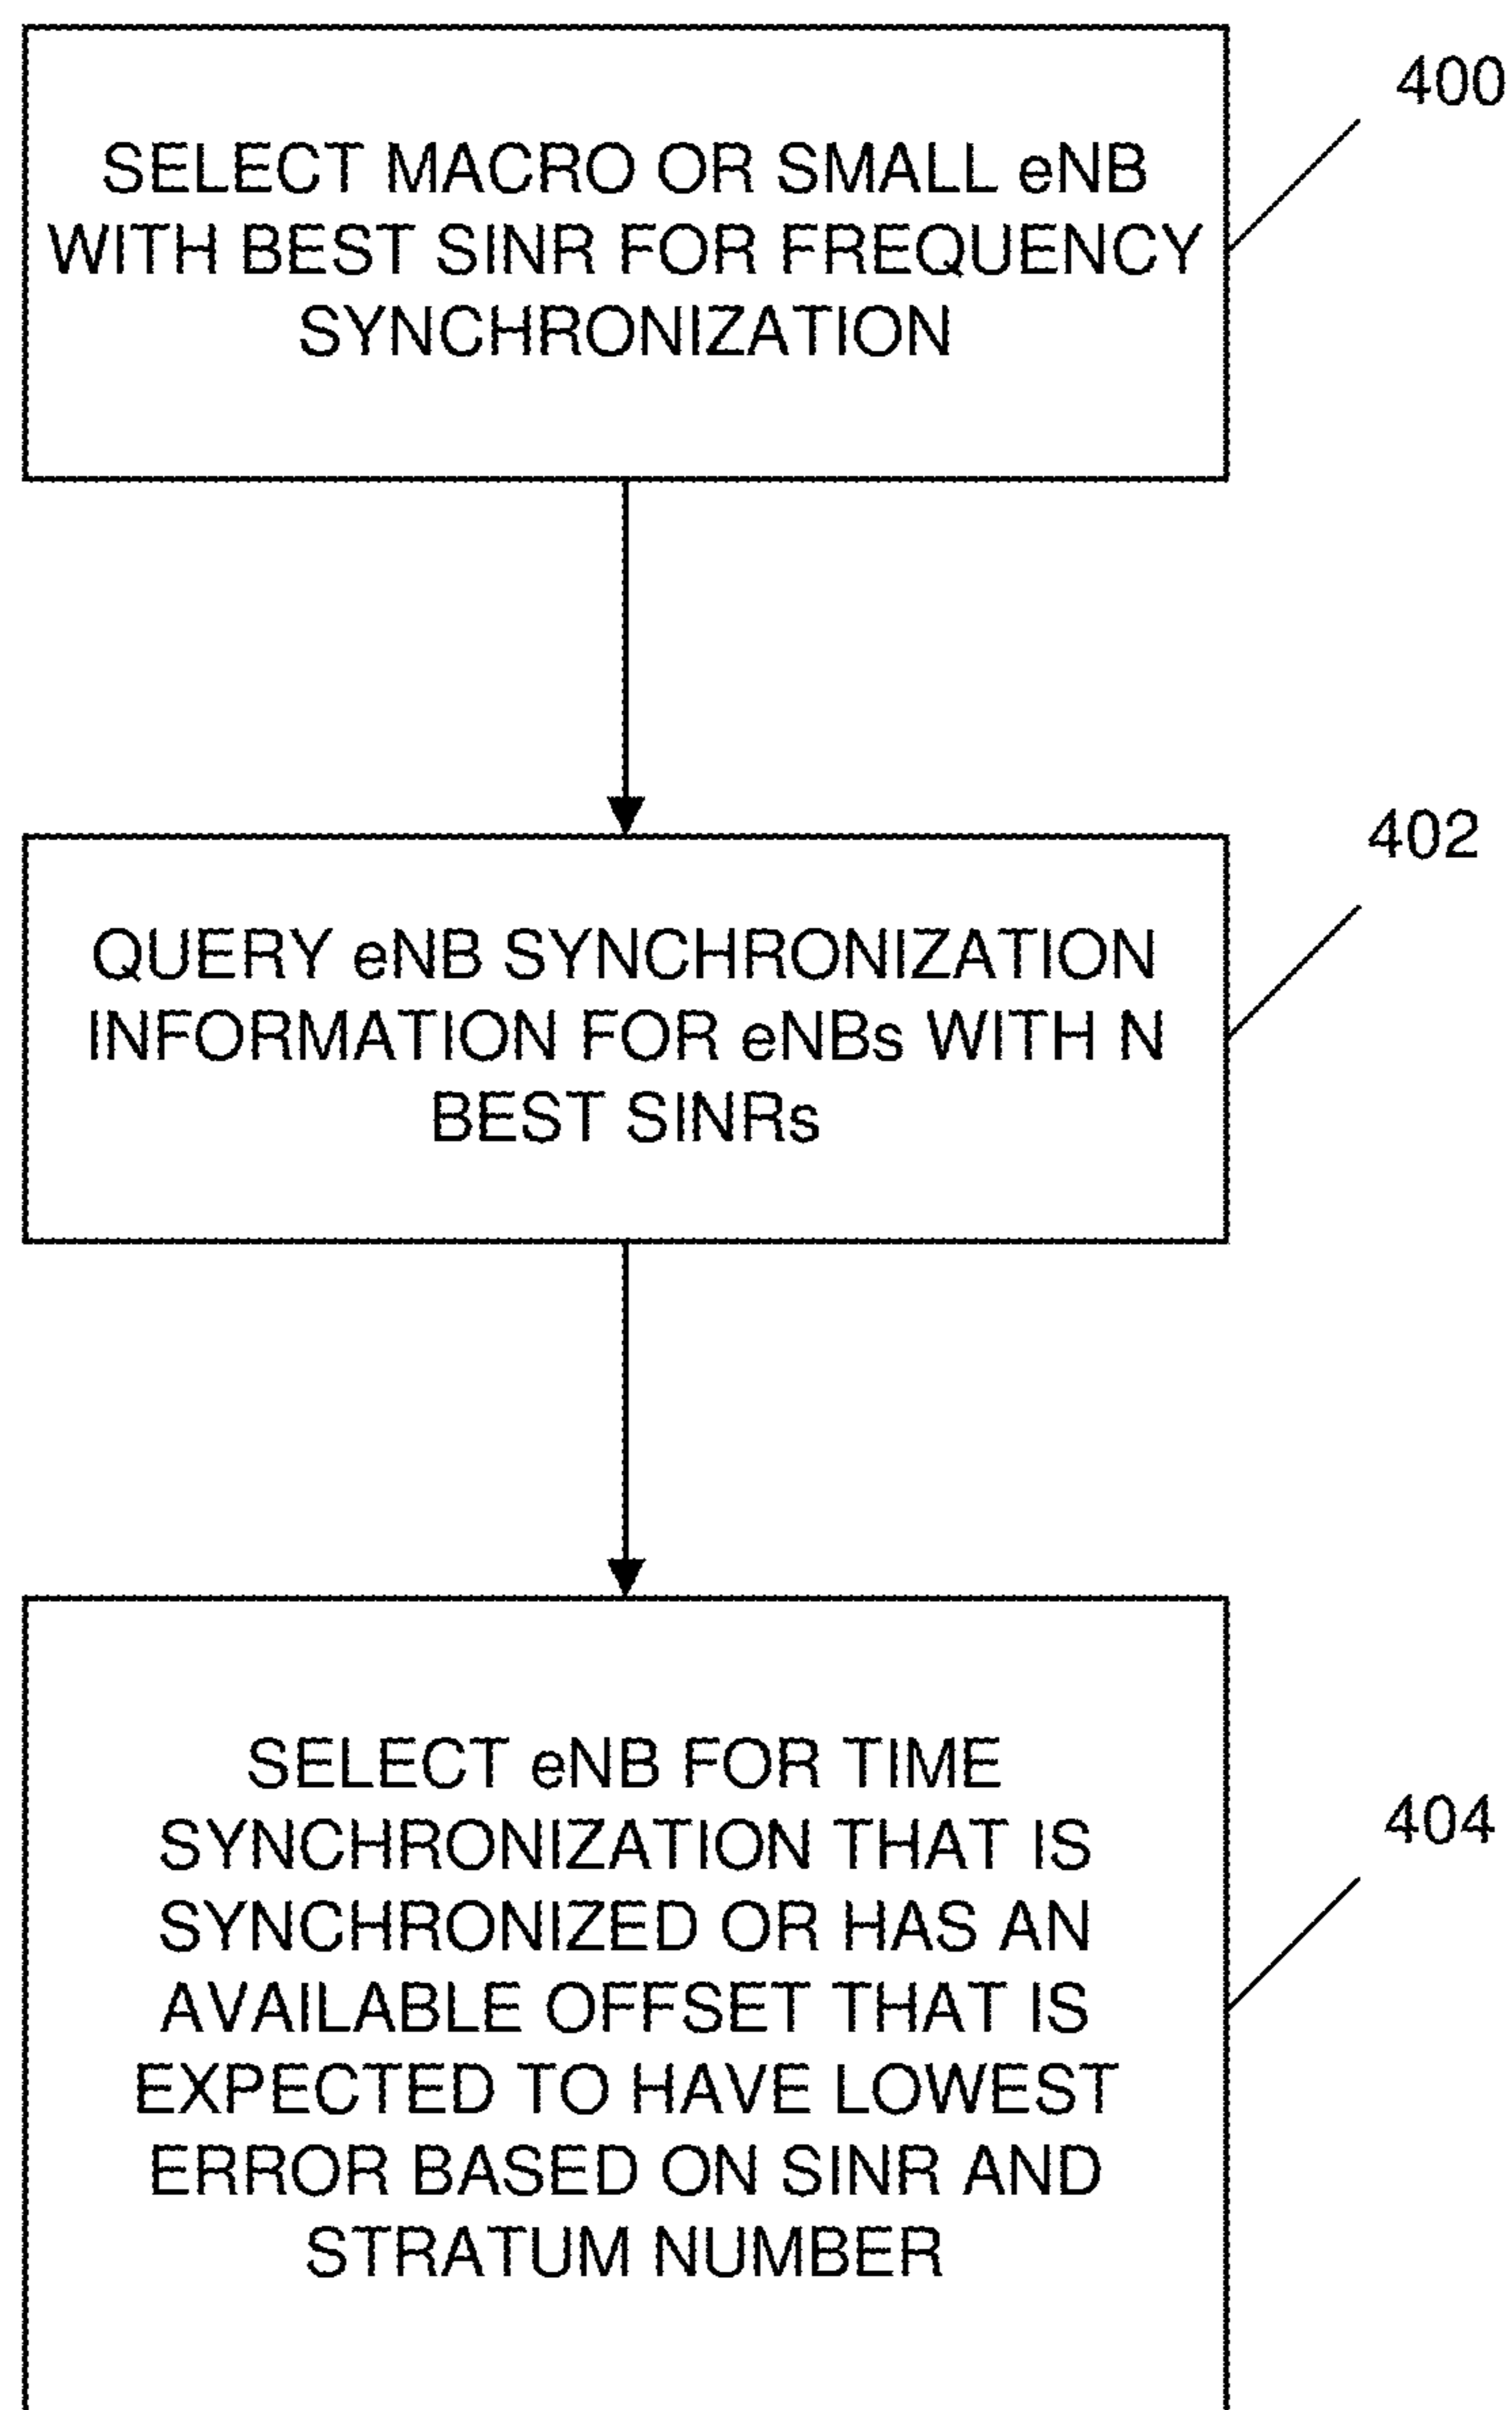 400
SELECT MACRO OR SMALL eNB
WITH BEST SINR FOR FREQUENCY
SYNCHRONIZATION
402
QUERY eNB SYNCHRONIZATION
INFORMATION FOR eNBs WITH N
BEST SINRs
404
SELECT eNB FOR TIME
SYNCHRONIZATION THAT IS
SYNCHRONIZED OR HAS AN
AVAILABLE OFFSET THAT IS
EXPECTED TO HAVE LOWEST
ERROR BASED ON SINR AND
STRATUM NUMBER